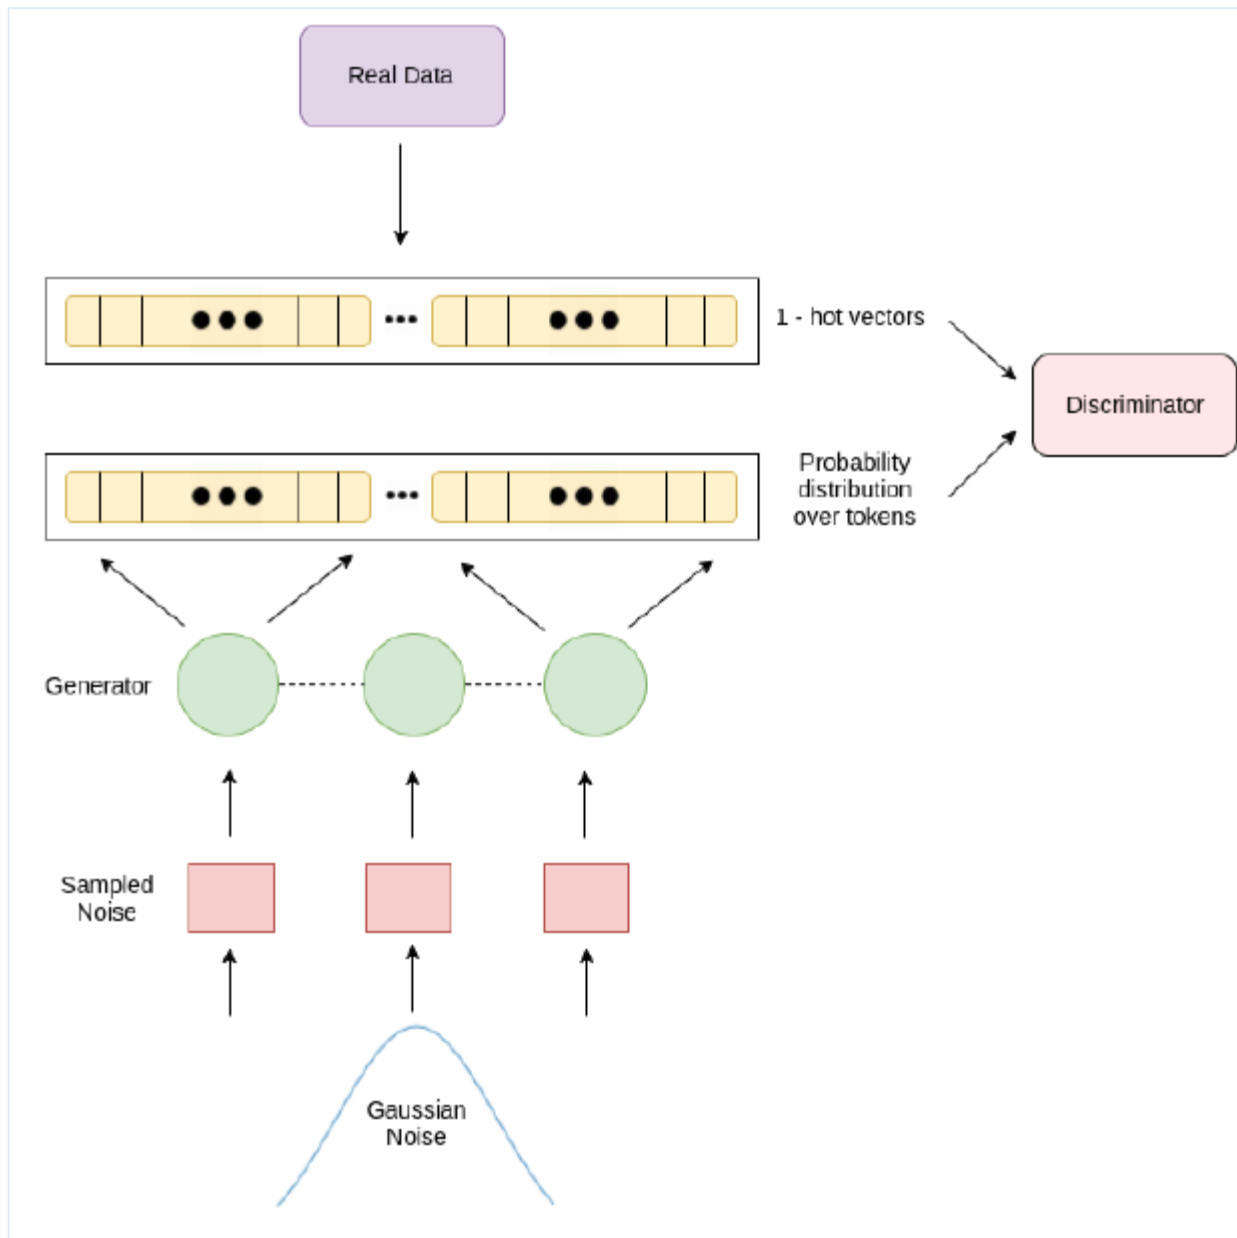 Real Data
1 - hot vectors
Discriminator
Probability
distribution
over tokens
Generator
Sampled
Noise
Gaussian
Noise